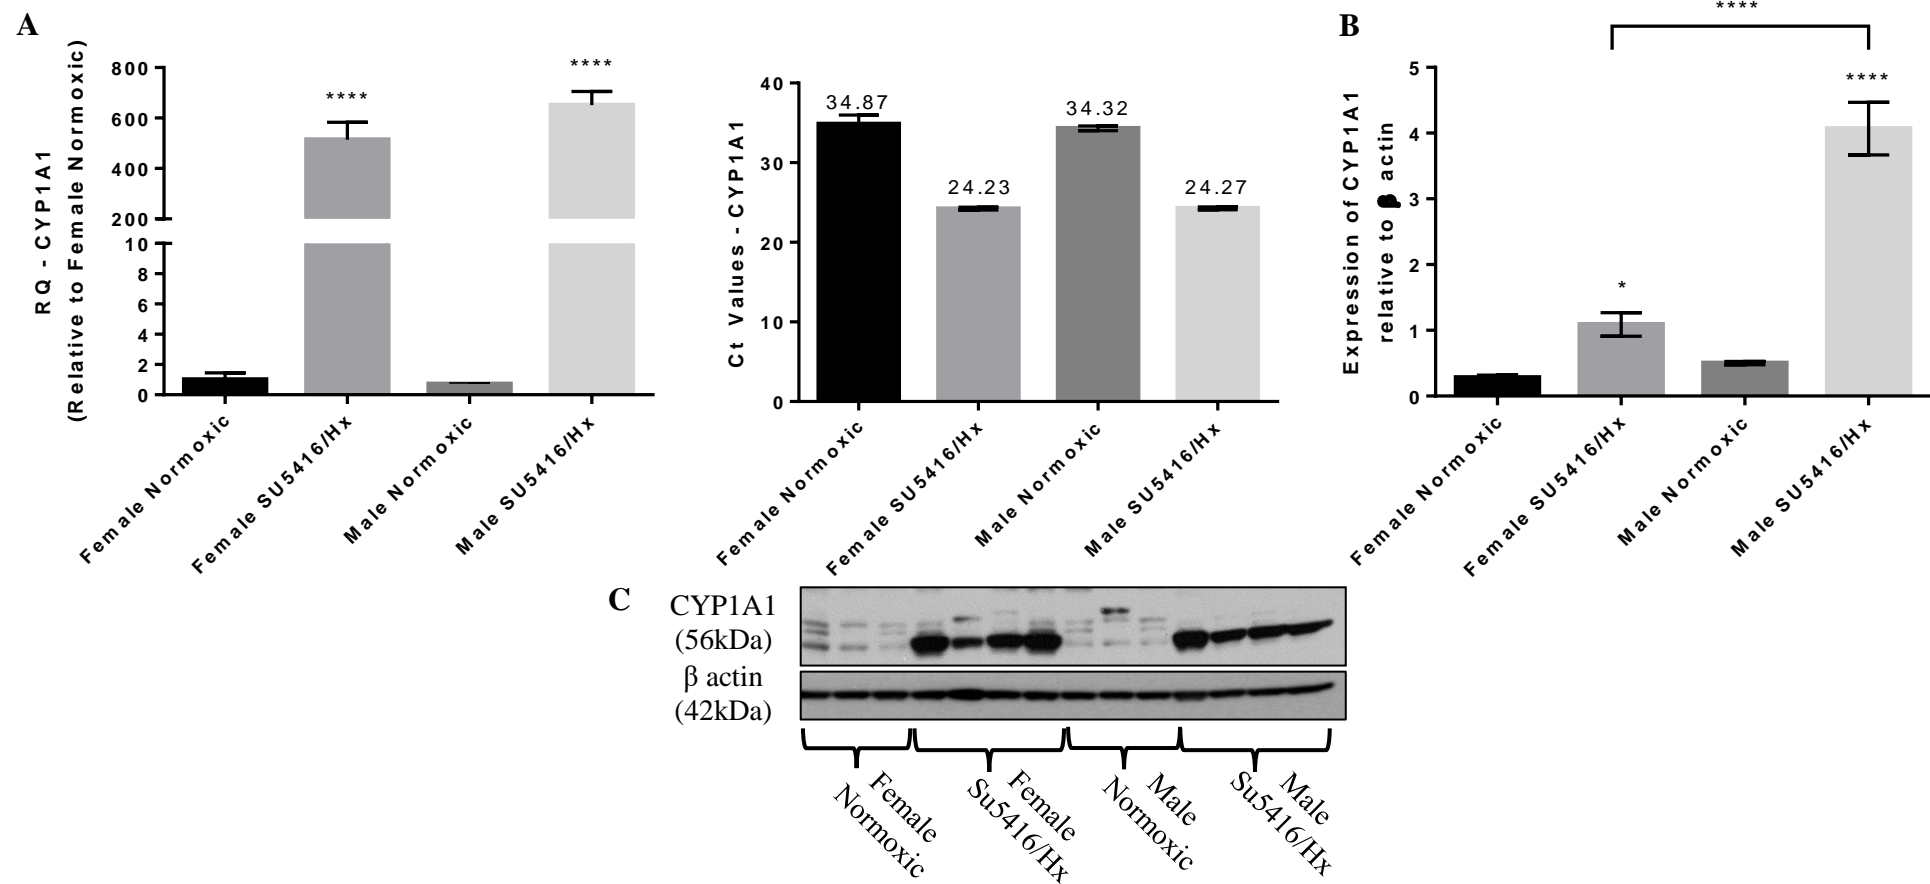 A
RQ - CYP1A1
(Relative to Female Normoxic)
800
600
400
200
10
8
6
4
2
0
****
****
Female Normoxic
Female SU5416/Hx
Male Normoxic
Male SU5416/Hx
Ct Values - CYP1A1
40
30
20
10
0
34.87
24.23
34.32
24.27
Female Normoxic
Female SU5416/Hx
Male Normoxic
Male SU5416/Hx
B
Expression of CYP1A1
relative to actin
5
4
3
2
1
0
****
*
****
Female Normoxic
Female SU5416/Hx
Male Normoxic
Male SU5416/Hx
C
CYP1A1
(56kDa)
β actin
(42kDa)
Female
Normoxic
Female
Su5416/Hx
Male
Normoxic
Male
Su5416/Hx